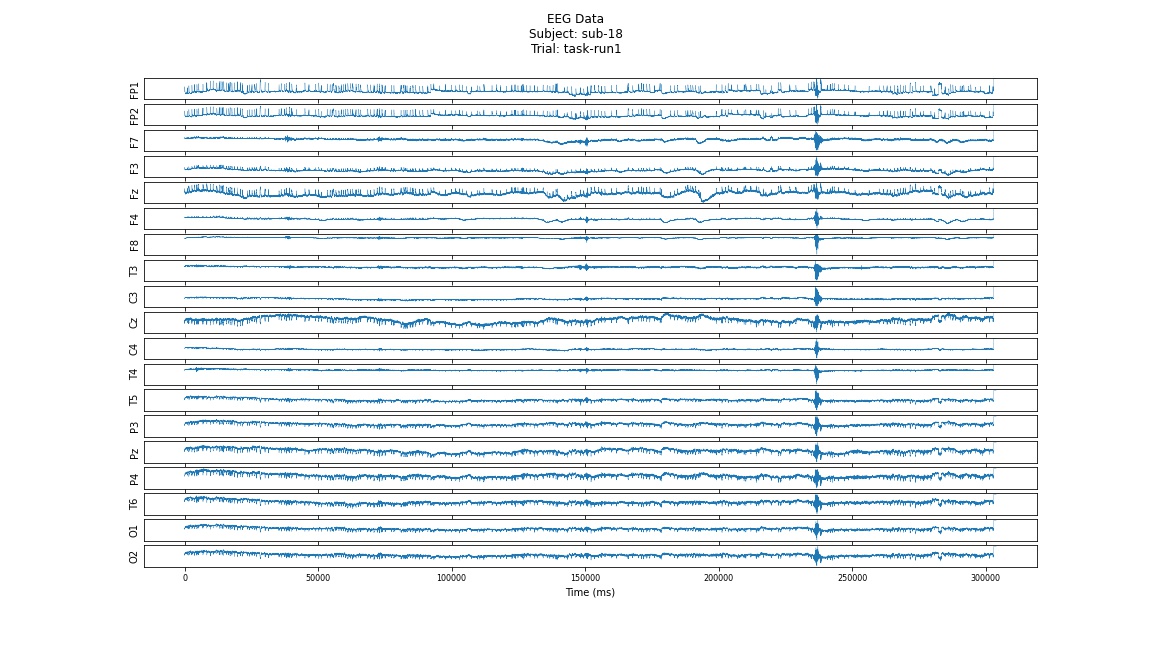 EEG Data
Subject: sub-18
Trial: task-run1
FP1
FP2
F7
F3
Fz
F4
F8
T3
C3
Cz
C4
T4
T5
P3
Pz
P4
T6
O1
O2
0 50000 100000 150000 200000 250000 300000
Time (ms)